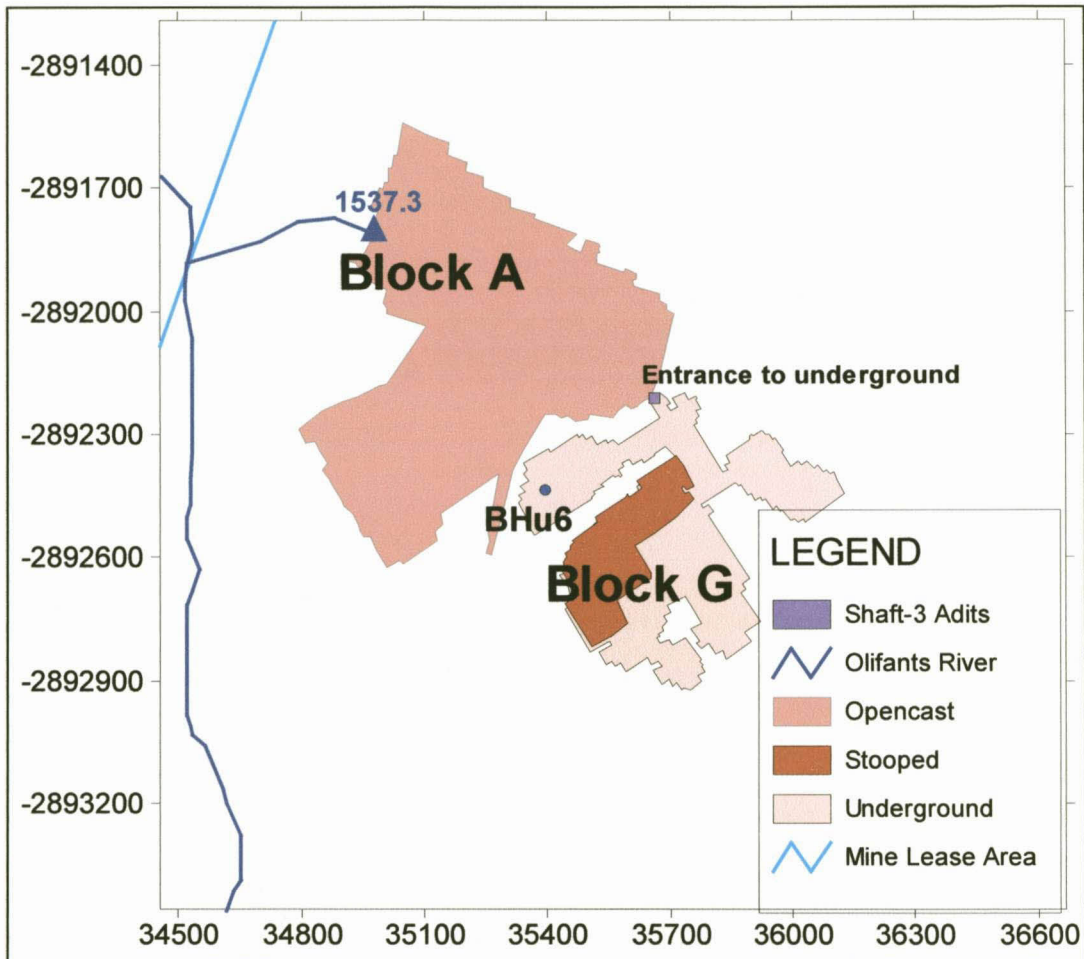 -2891400
-2891700
-2892000
-2892300
-2892600
-2892900
-2893200
1537.3
Block A
Entrance to underground
BHu6
Block G
LEGEND
Shaft-3 Adits
Olifants River
Opencast
Stooped
Underground
Mine Lease Area
34500 34800 35100 35400 35700 36000 36300 36600